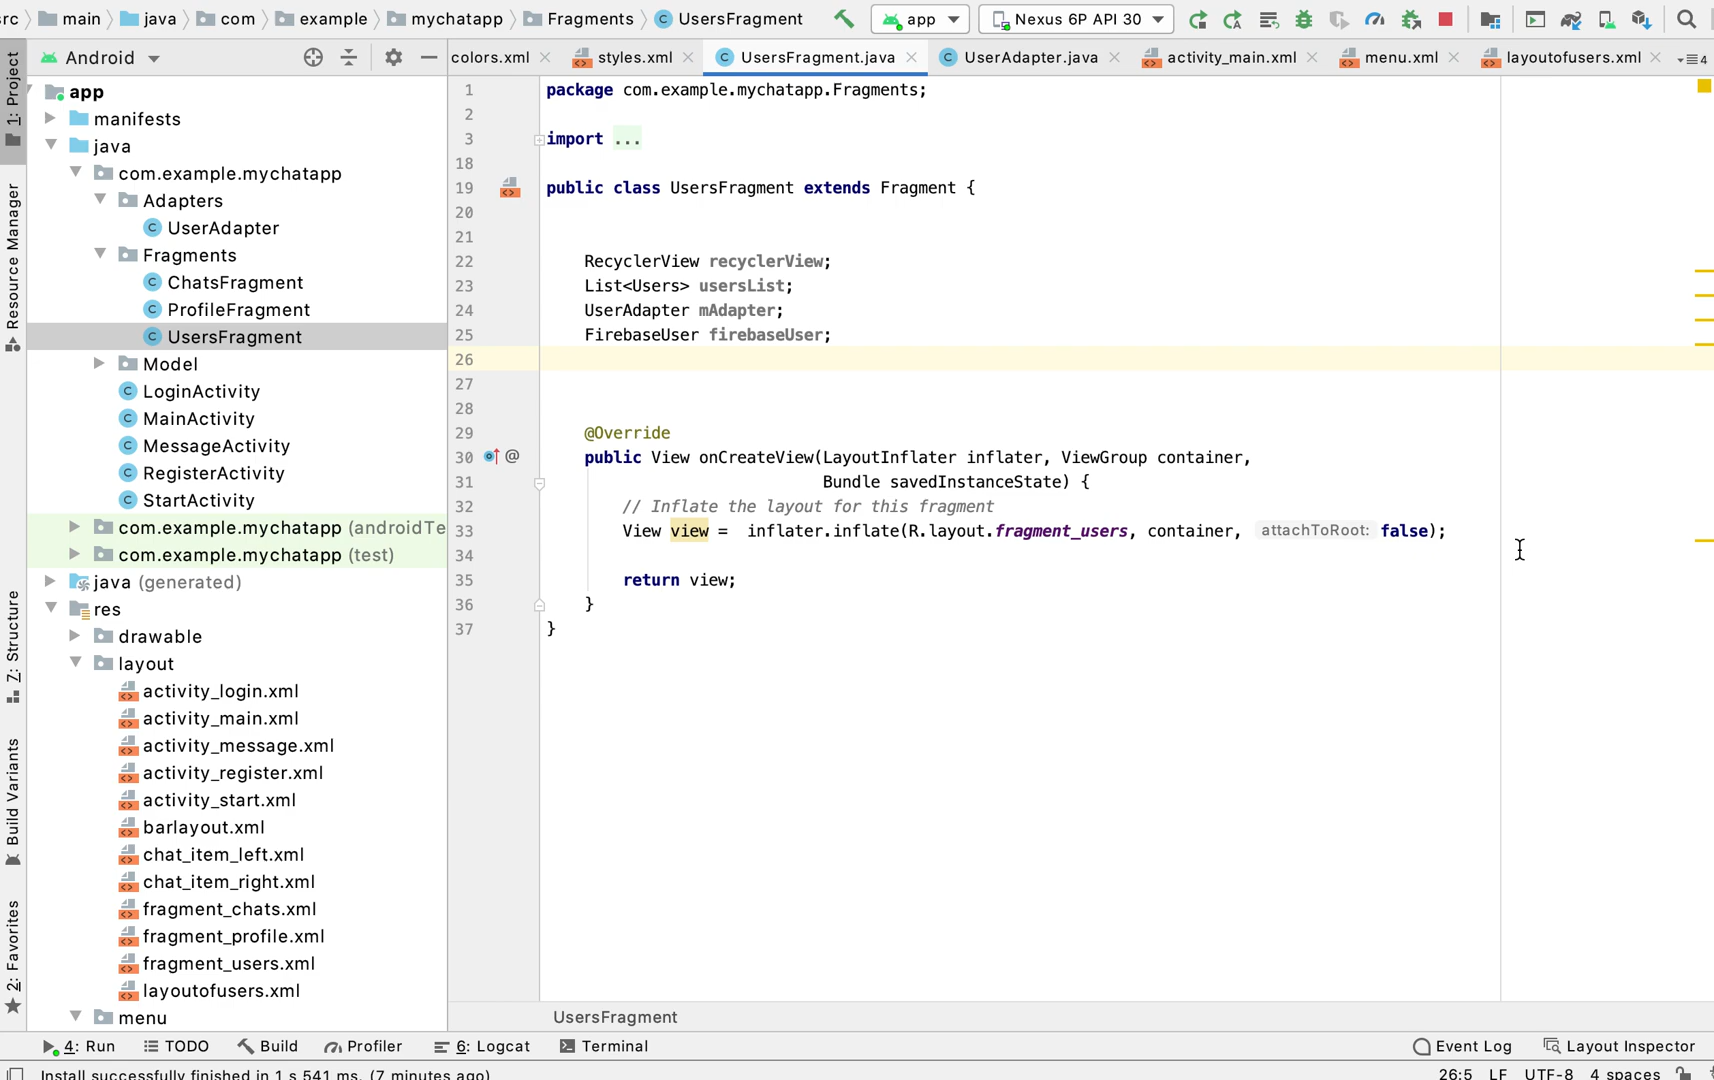 rc main java com example mychatapp Fragments UsersFragment app Nexus 6P API 30
Android
colors.xml styles.xml UsersFragment.java UserAdapter.java activity_main.xml menu.xml layoutofusers.xml 4
1: Project
Resource Manager
Z: Structure
Build Variants
2: Favorites
app
manifests
java
com.example.mychatapp
Adapters
UserAdapter
Fragments
ChatsFragment
ProfileFragment
UsersFragment
Model
LoginActivity
MainActivity
MessageActivity
RegisterActivity
StartActivity
com.example.mychatapp (androidTe
com.example.mychatapp (test)
java (generated)
res
drawable
layout
activity_login.xml
activity_main.xml
activity_message.xml
activity_register.xml
activity_start.xml
barlayout.xml
chat_item_left.xml
chat_item_right.xml
fragment_chats.xml
fragment_profile.xml
fragment_users.xml
layoutofusers.xml
menu
1 package com.example.mychatapp.Fragments;
2
3 import ...
18
19 public class UsersFragment extends Fragment {
20
21
22 RecyclerView recyclerView;
23 List<Users> usersList;
24 UserAdapter mAdapter;
25 FirebaseUser firebaseUser;
26
27
28
29 @Override
30 @ public View onCreateView(LayoutInflater inflater, ViewGroup container,
31 Bundle savedInstanceState) {
32 // Inflate the layout for this fragment
33 View view = inflater.inflate(R.layout.fragment_users, container, attachToRoot: false);
34
35 return view;
36 }
37 }
UsersFragment
4: Run TODO Build Profiler 6: Logcat Terminal Event Log Layout Inspector
Install successfully finished in 1 s 541 ms. (7 minutes ago) 26:5 LF UTF-8 4 spaces